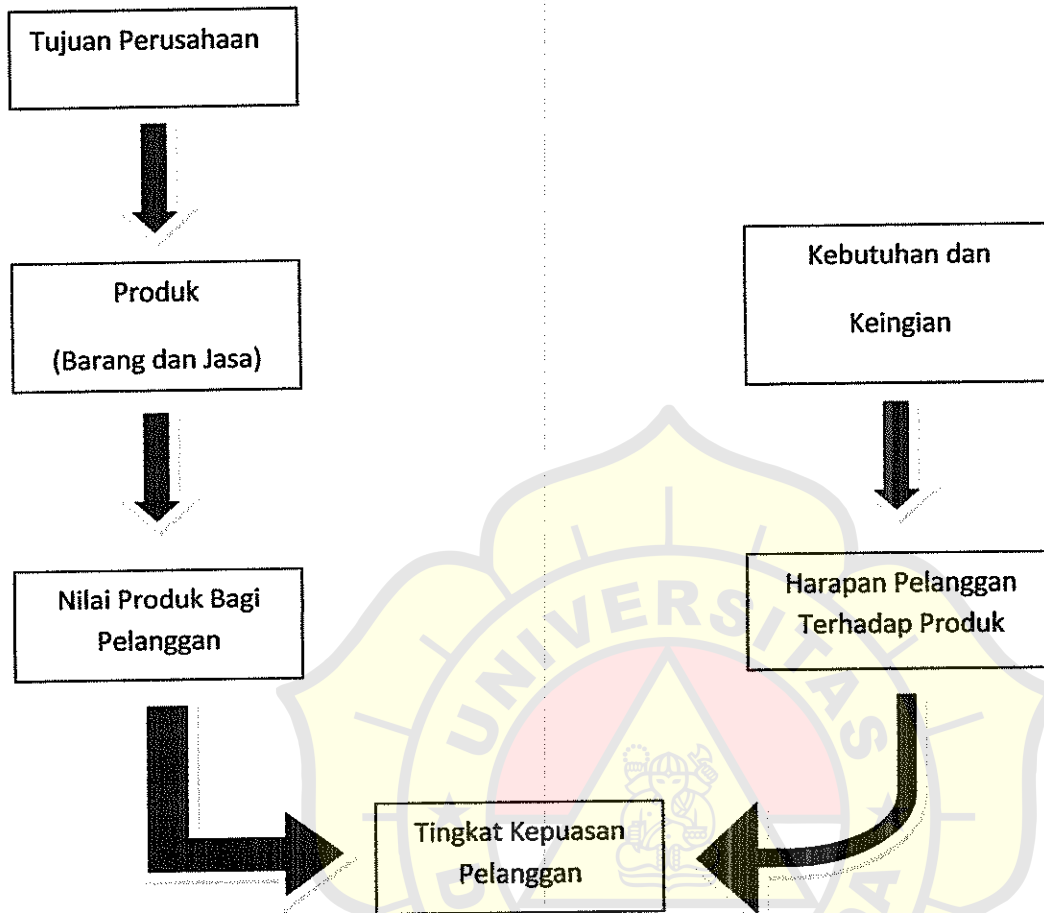 Tujuan Perusahaan
Produk
(Barang dan Jasa)
Nilai Produk Bagi
Pelanggan
Kebutuhan dan
Keingian
Harapan Pelanggan
Terhadap Produk
Tingkat Kepuasan
Pelanggan
UNIVERSITAS